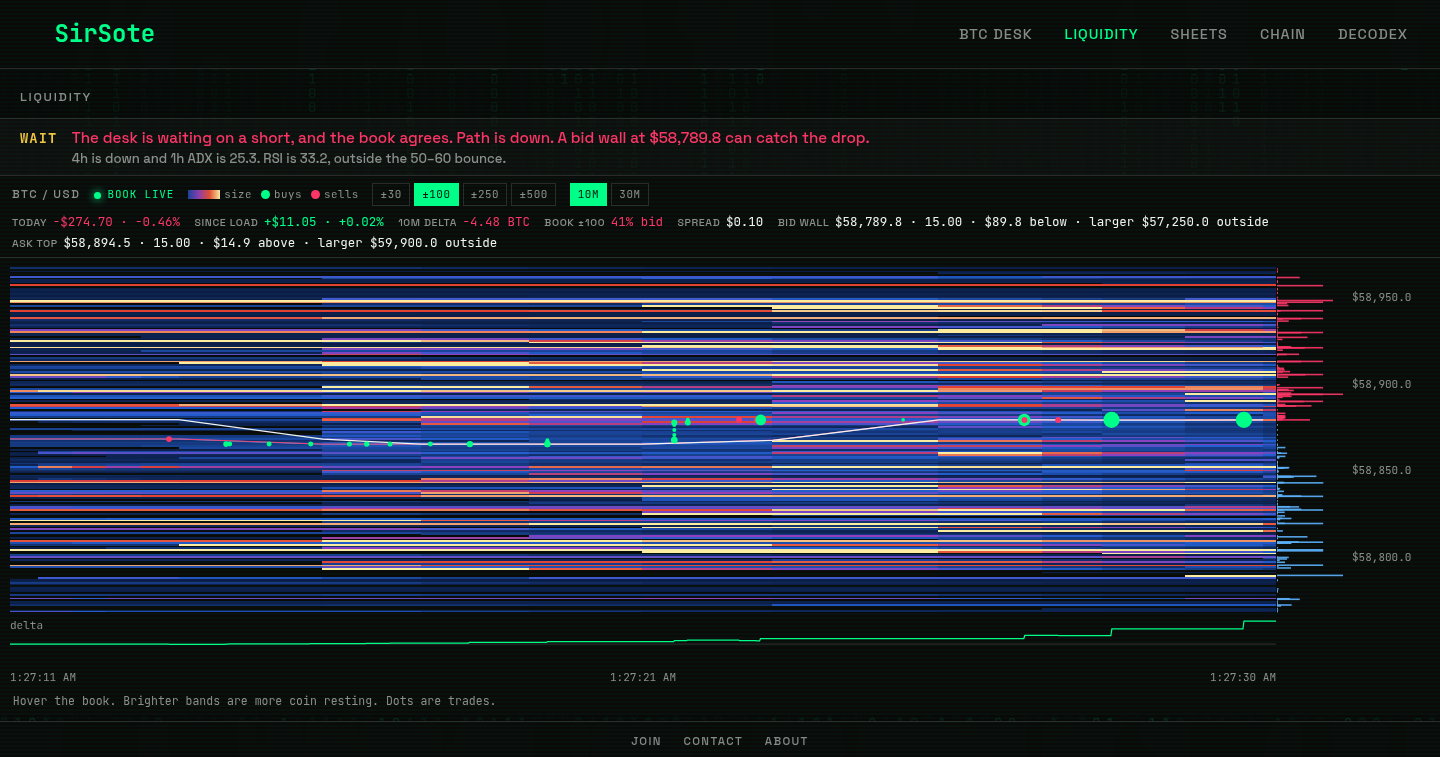 SirSote
BTC DESK LIQUIDITY SHEETS CHAIN DECODEX
LIQUIDITY
WAIT The desk is waiting on a short, and the book agrees. Path is down. A bid wall at $58,789.8 can catch the drop.
4h is down and 1h ADX is 25.3. RSI is 33.2, outside the 50–60 bounce.
BTC / USD BOOK LIVE size buys sells ±30 ±100 ±250 ±500 10M 30M
TODAY -$274.70 · -0.46% SINCE LOAD +$11.05 · +0.02% 10M DELTA -4.48 BTC BOOK ±100 41% bid SPREAD $0.10 BID WALL $58,789.8 · 15.00 · $89.8 below · larger $57,250.0 outside
ASK TOP $58,894.5 · 15.00 · $14.9 above · larger $59,900.0 outside
$58,950.0
$58,900.0
$58,850.0
$58,800.0
delta
1:27:11 AM 1:27:21 AM 1:27:30 AM
Hover the book. Brighter bands are more coin resting. Dots are trades.
JOIN CONTACT ABOUT